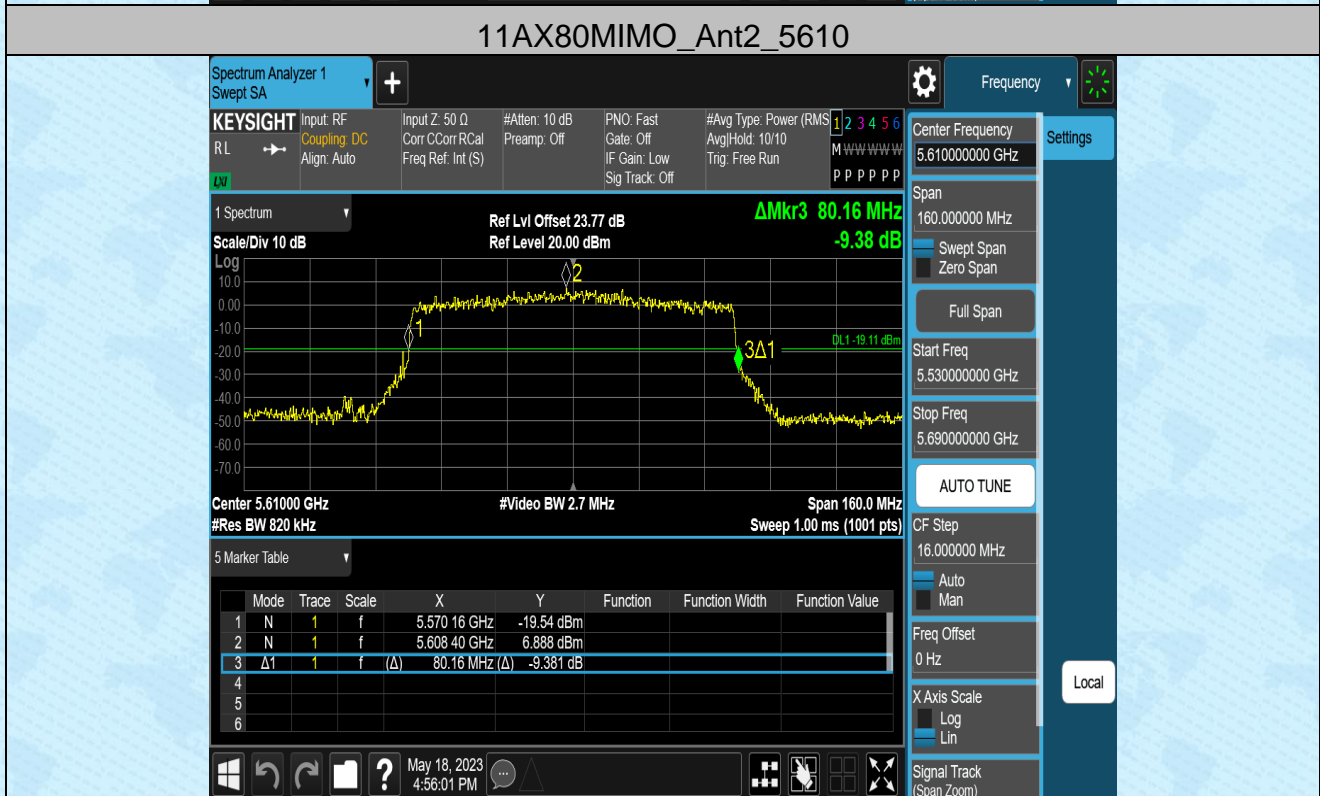 11AX80MIMO_Ant2_5610
Spectrum Analyzer 1
Swept SA
+
Frequency
KEYSIGHT
RL
LXI
Input: RF
Coupling: DC
Align: Auto
Input Z: 50 Ω
Corr CCorr RCal
Freq Ref: Int (S)
#Atten: 10 dB
Preamp: Off
PNO: Fast
Gate: Off
IF Gain: Low
Sig Track: Off
#Avg Type: Power (RMS
Avg|Hold: 10/10
Trig: Free Run
1 2 3 4 5 6
M W W W W W
P P P P P P
Center Frequency
5.610000000 GHz
Settings
Span
160.000000 MHz
Swept Span
Zero Span
Full Span
Start Freq
5.530000000 GHz
Stop Freq
5.690000000 GHz
AUTO TUNE
CF Step
16.000000 MHz
Auto
Man
Freq Offset
0 Hz
X Axis Scale
Log
Lin
Signal Track
(Span Zoom)
Local
1 Spectrum
Scale/Div 10 dB
Ref Lvl Offset 23.77 dB
Ref Level 20.00 dBm
ΔMkr3 80.16 MHz
-9.38 dB
Log
10.0
0.00
-10.0
-20.0
-30.0
-40.0
-50.0
-60.0
-70.0
2
1
3Δ1
DL1 -19.11 dBm
Center 5.61000 GHz
#Video BW 2.7 MHz
Span 160.0 MHz
#Res BW 820 kHz
Sweep 1.00 ms (1001 pts)
5 Marker Table
Mode Trace Scale X Y Function Function Width Function Value
1 N 1 f 5.570 16 GHz -19.54 dBm
2 N 1 f 5.608 40 GHz 6.888 dBm
3 Δ1 1 f (Δ) 80.16 MHz (Δ) -9.381 dB
4
5
6
?
May 18, 2023
4:56:01 PM